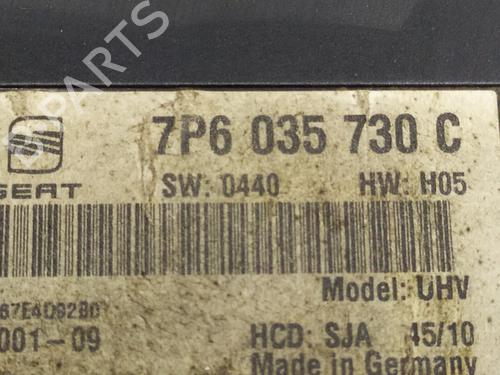 7P6 035 730 C
SEAT
SW: 0440 HW: H05
Model: UHV
67E4D92B0
001-09
HCD: SJA 45/10
Made in Germany
B-PARTS